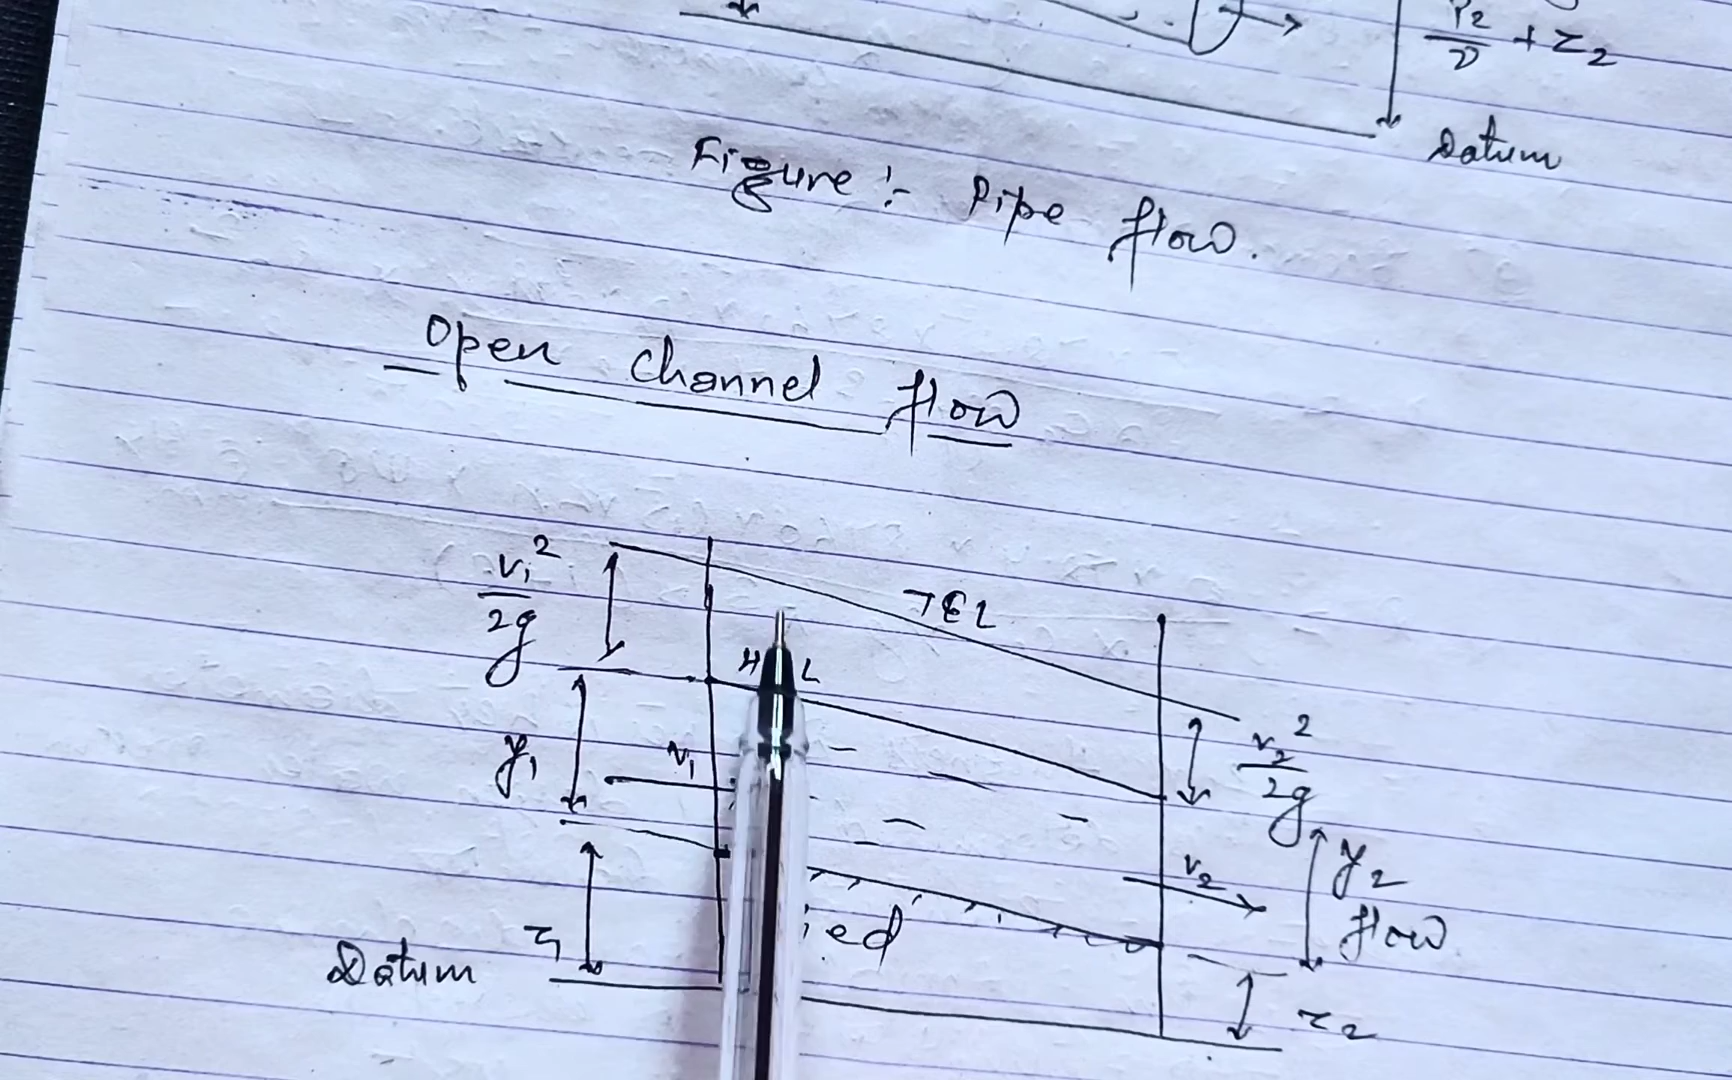 P2/γ + Z2
Datum
Figure :- Pipe flow.
Open channel flow
v1²/2g
TEL
H L
v2²/2g
y1
v1
y2
v2
flow
z1
Datum
z2